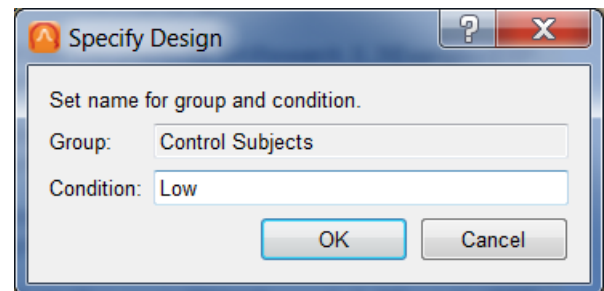 Specify Design
?
X
Set name for group and condition.
Group: Control Subjects
Condition: Low
OK Cancel